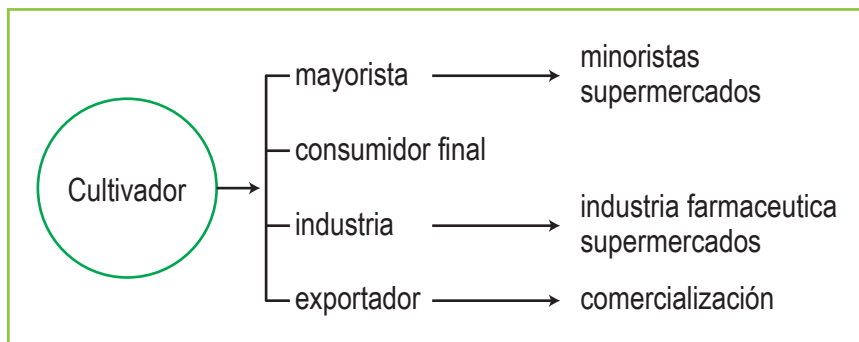 Cultivador
mayorista
minoristas
supermercados
consumidor final
industria
industria farmaceutica
supermercados
exportador
comercialización